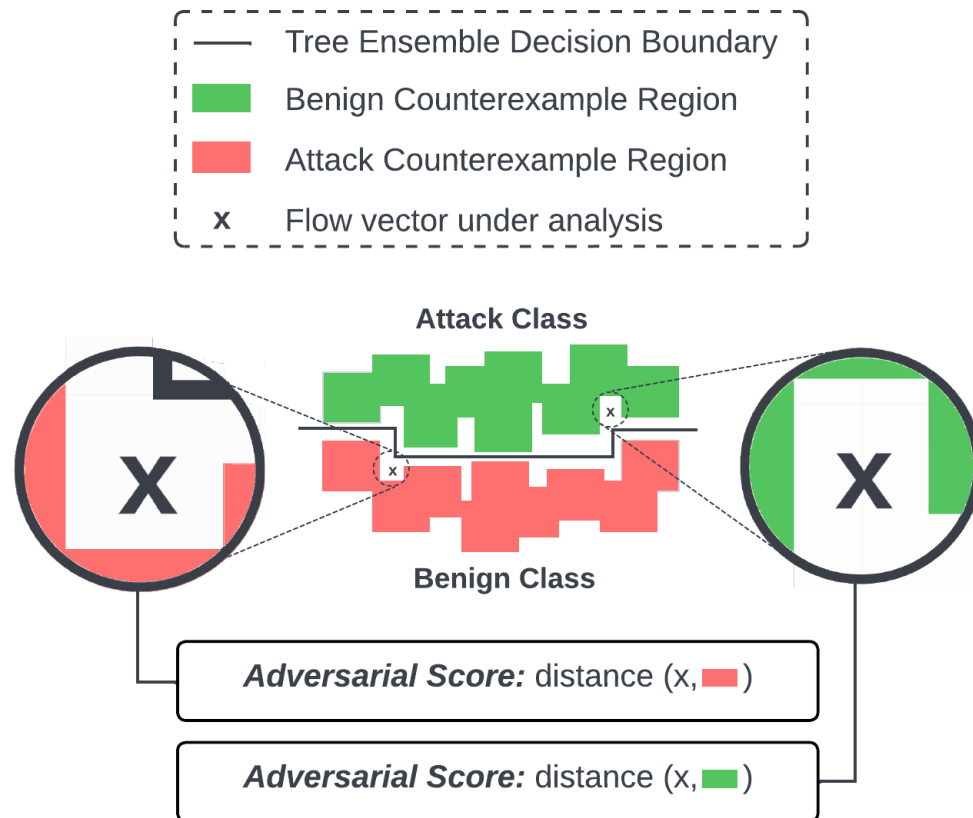 Tree Ensemble Decision Boundary
Benign Counterexample Region
Attack Counterexample Region
x Flow vector under analysis
Attack Class
x
x
x
x
Benign Class
Adversarial Score: distance (x, )
Adversarial Score: distance (x, )